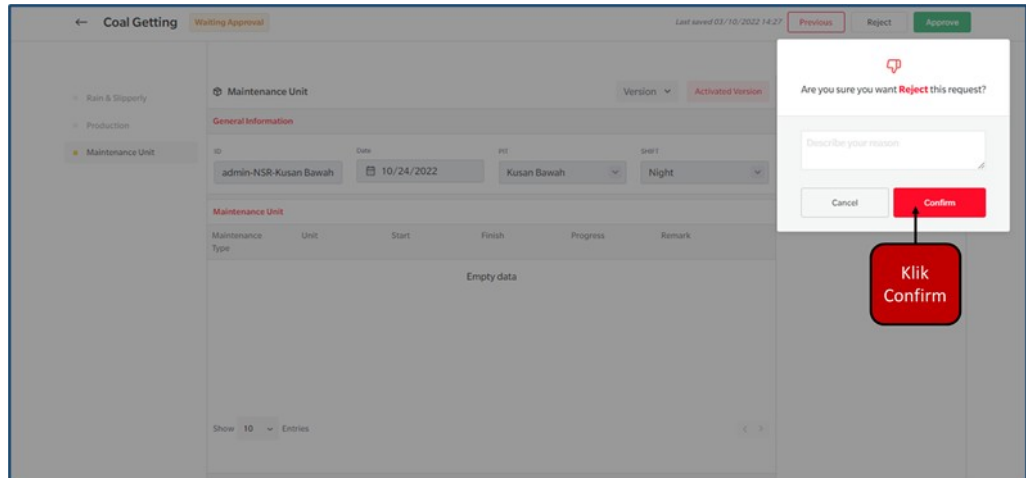 ← Coal Getting Waiting Approval Last saved 03/10/2022 14:27 Previous Reject Approve
Are you sure you want Reject this request?
Describe your reason
Cancel Confirm
Klik
Confirm
Rain & Slipperly
Production
Maintenance Unit
Maintenance Unit Version Activated Version
General Information
ID Date PIT SHIFT
admin-NSR-Kusan Bawah 10/24/2022 Kusan Bawah Night
Maintenance Unit
Maintenance Unit Start Finish Progress Remark
Type
Empty data
Show 10 Entries < >